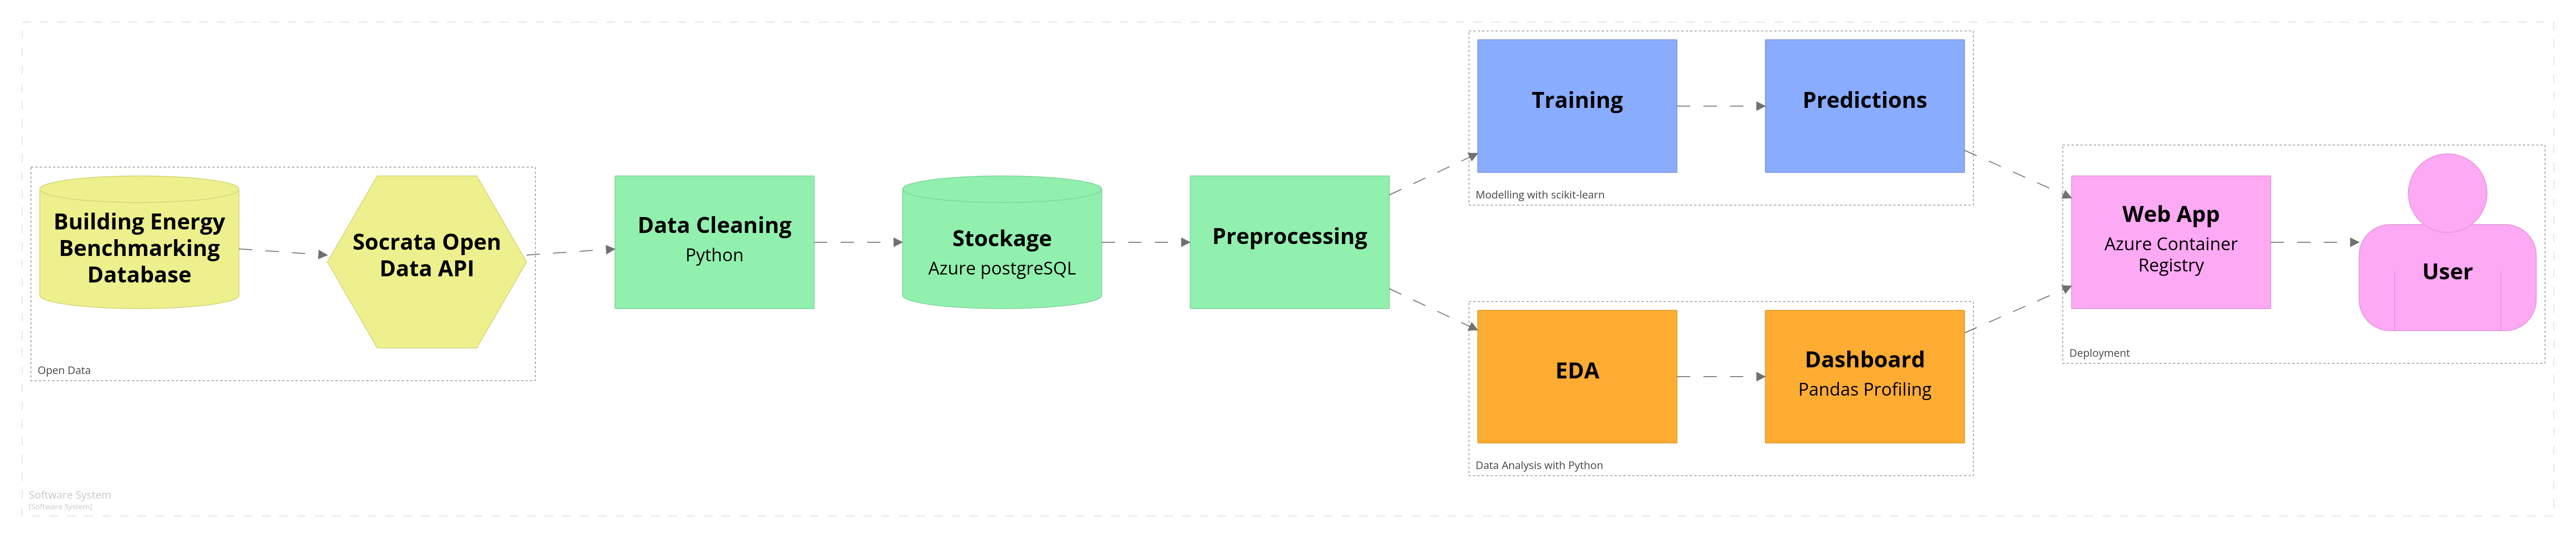 Building Energy
Benchmarking
Database
Socrata Open
Data API
Open Data
Data Cleaning
Python
Stockage
Azure postgreSQL
Preprocessing
Training
Predictions
Modelling with scikit-learn
EDA
Dashboard
Pandas Profiling
Data Analysis with Python
Web App
Azure Container
Registry
User
Deployment
Software System
[Software System]